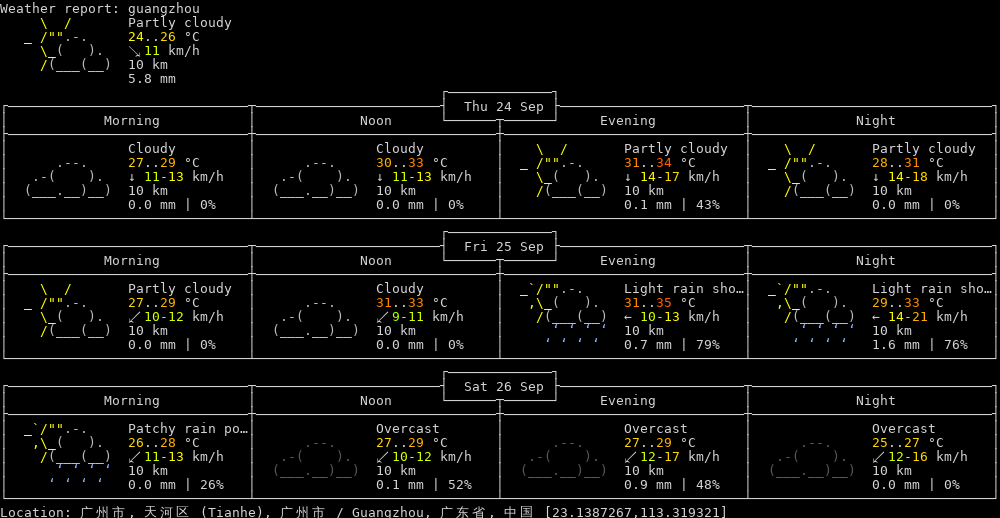 Weather report: guangzhou
Partly cloudy
24..26 °C
↘ 11 km/h
10 km
5.8 mm
Thu 24 Sep
Morning Noon Evening Night
Cloudy Cloudy Partly cloudy Partly cloudy
27..29 °C 30..33 °C 31..34 °C 28..31 °C
↓ 11-13 km/h ↓ 11-13 km/h ↓ 14-17 km/h ↓ 14-18 km/h
10 km 10 km 10 km 10 km
0.0 mm | 0% 0.0 mm | 0% 0.1 mm | 43% 0.0 mm | 0%
Fri 25 Sep
Morning Noon Evening Night
Partly cloudy Cloudy Light rain sho… Light rain sho…
27..29 °C 31..33 °C 31..35 °C 29..33 °C
↙ 10-12 km/h ↙ 9-11 km/h ← 10-13 km/h ← 14-21 km/h
10 km 10 km 10 km 10 km
0.0 mm | 0% 0.0 mm | 0% 0.7 mm | 79% 1.6 mm | 76%
Sat 26 Sep
Morning Noon Evening Night
Patchy rain po… Overcast Overcast Overcast
26..28 °C 27..29 °C 27..29 °C 25..27 °C
↙ 11-13 km/h ↙ 10-12 km/h ↙ 12-17 km/h ↙ 12-16 km/h
10 km 10 km 10 km 10 km
0.0 mm | 26% 0.1 mm | 52% 0.9 mm | 48% 0.0 mm | 0%
Location: 广州市, 天河区 (Tianhe), 广州市 / Guangzhou, 广东省, 中国 [23.1387267,113.319321]